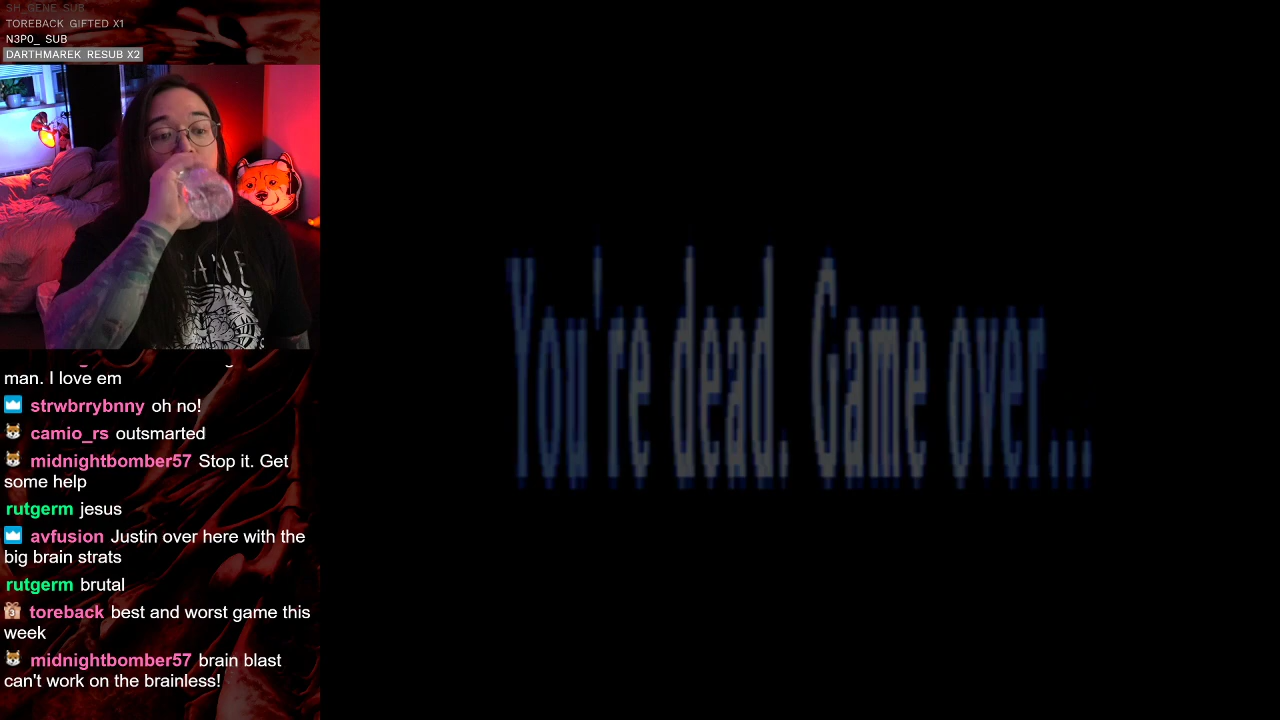 SH_GENE SUB
TOREBACK GIFTED X1
N3P0_ SUB
DARTHMAREK RESUB X2
You're dead. Game over...
man. I love em
strwbrrybnny oh no!
camio_rs outsmarted
midnightbomber57 Stop it. Get
some help
rutgerm jesus
avfusion Justin over here with the
big brain strats
rutgerm brutal
toreback best and worst game this
week
midnightbomber57 brain blast
can't work on the brainless!